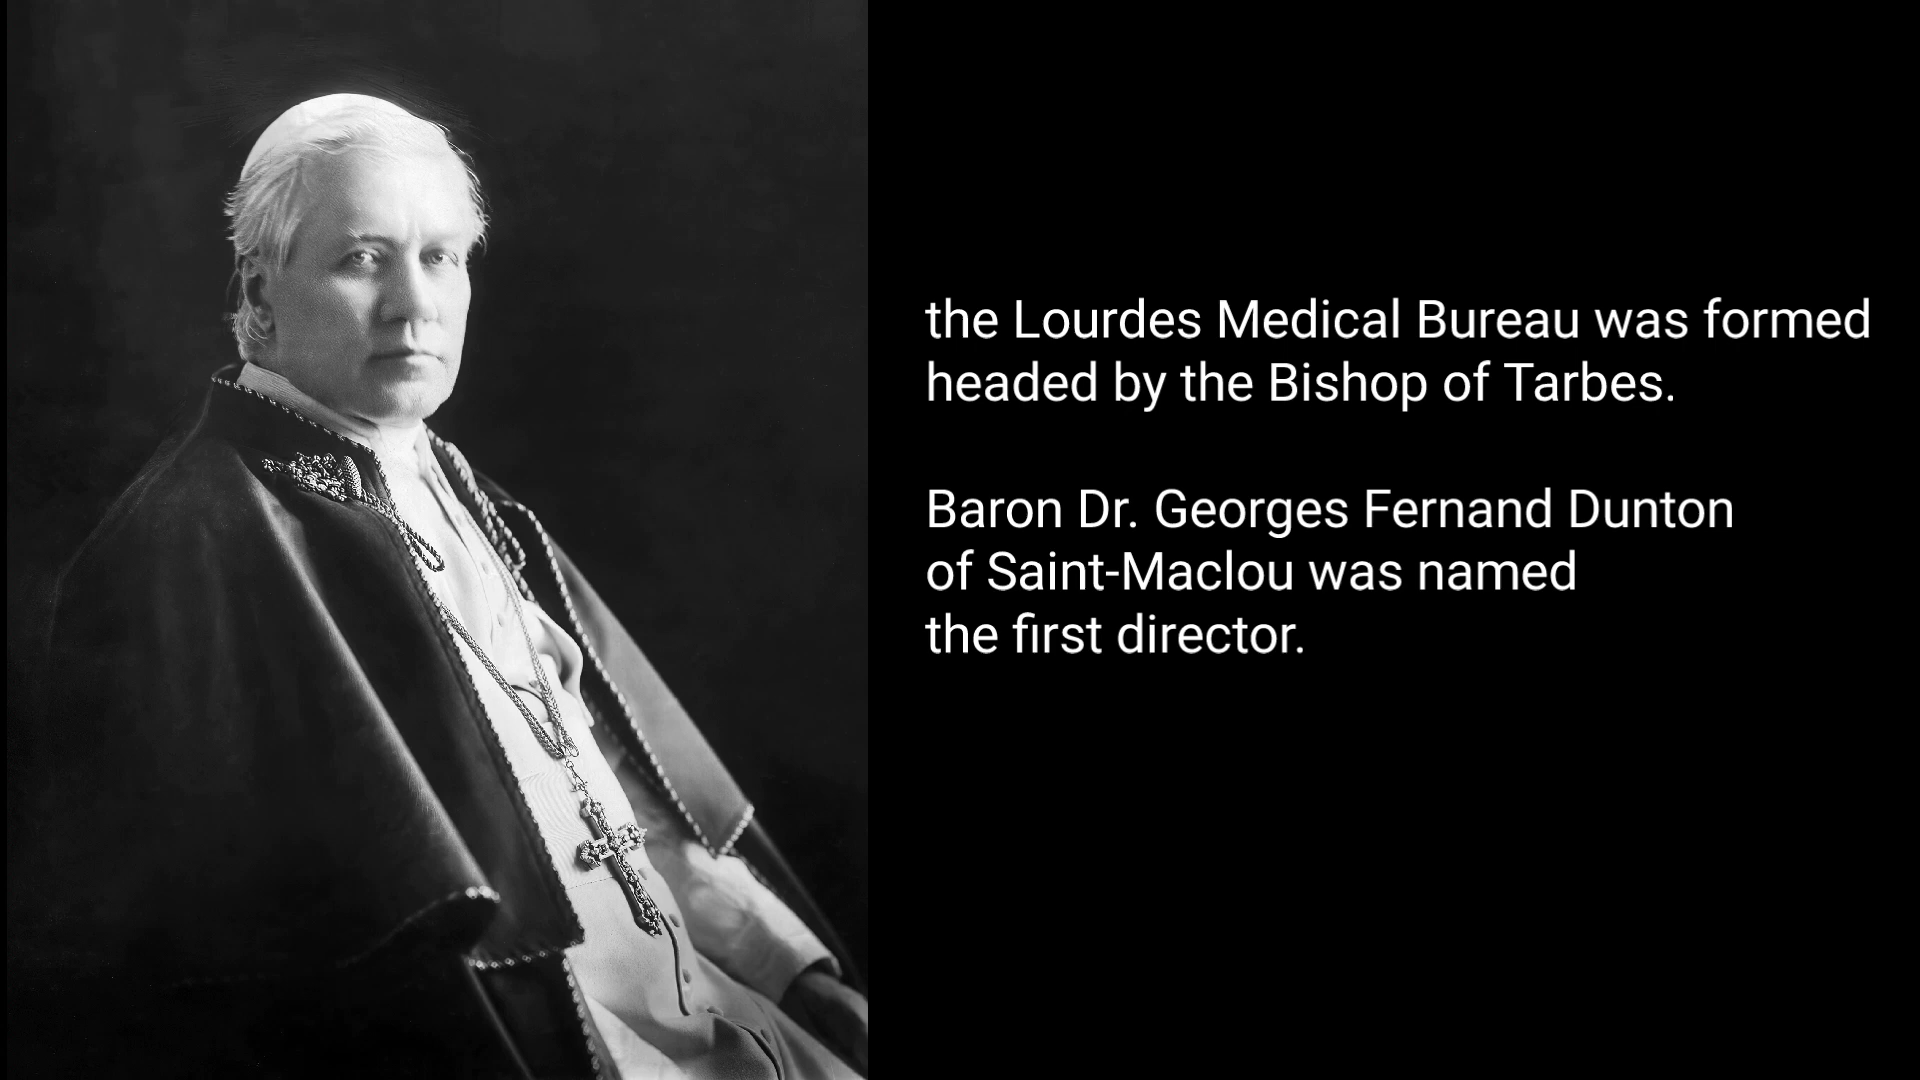 the Lourdes Medical Bureau was formed
headed by the Bishop of Tarbes.
Baron Dr. Georges Fernand Dunton
of Saint-Maclou was named
the first director.